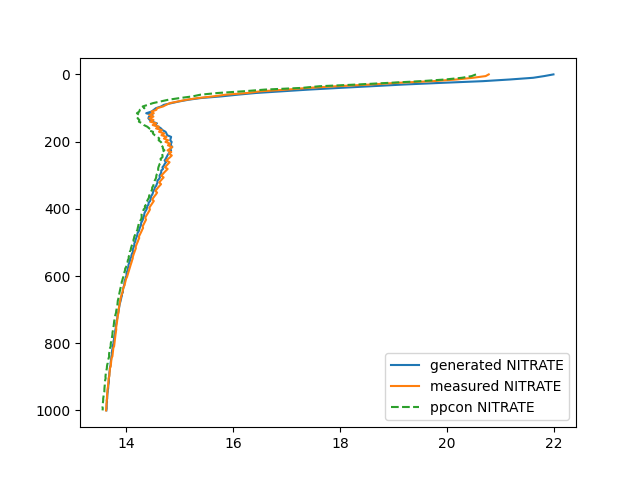 0
200
400
600
800
1000
14 16 18 20 22
generated NITRATE
measured NITRATE
ppcon NITRATE